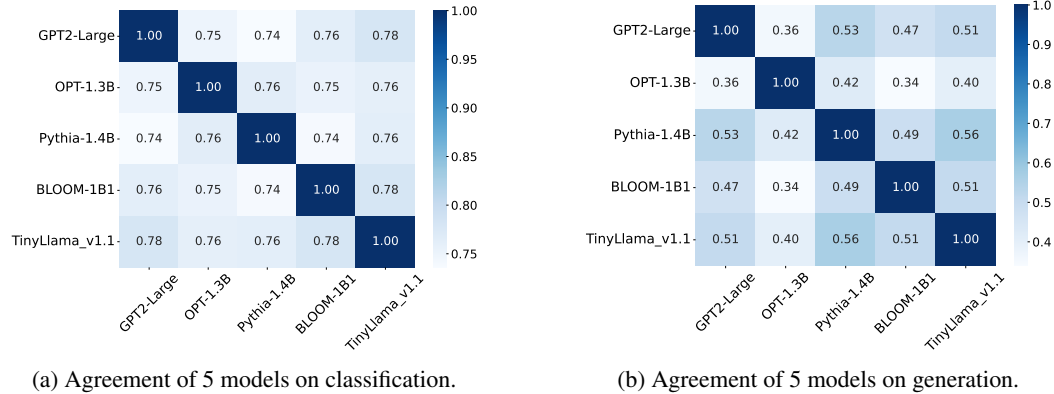 GPT2-Large 1.00 0.75 0.74 0.76 0.78
OPT-1.3B 0.75 1.00 0.76 0.75 0.76
Pythia-1.4B 0.74 0.76 1.00 0.74 0.76
BLOOM-1B1 0.76 0.75 0.74 1.00 0.78
TinyLlama_v1.1 0.78 0.76 0.76 0.78 1.00
GPT2-Large OPT-1.3B Pythia-1.4B BLOOM-1B1 TinyLlama_v1.1
1.00
0.95
0.90
0.85
0.80
0.75
(a) Agreement of 5 models on classification.
GPT2-Large 1.00 0.36 0.53 0.47 0.51
OPT-1.3B 0.36 1.00 0.42 0.34 0.40
Pythia-1.4B 0.53 0.42 1.00 0.49 0.56
BLOOM-1B1 0.47 0.34 0.49 1.00 0.51
TinyLlama_v1.1 0.51 0.40 0.56 0.51 1.00
GPT2-Large OPT-1.3B Pythia-1.4B BLOOM-1B1 TinyLlama_v1.1
1.0
0.9
0.8
0.7
0.6
0.5
0.4
(b) Agreement of 5 models on generation.